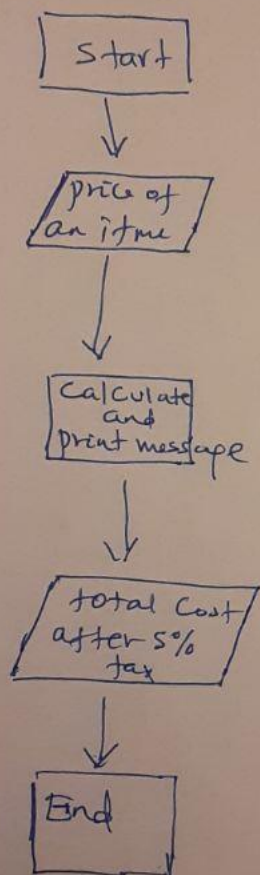 Start
price of
an itme
Calculate
and
print message
total Cost
after 5%
tax
End